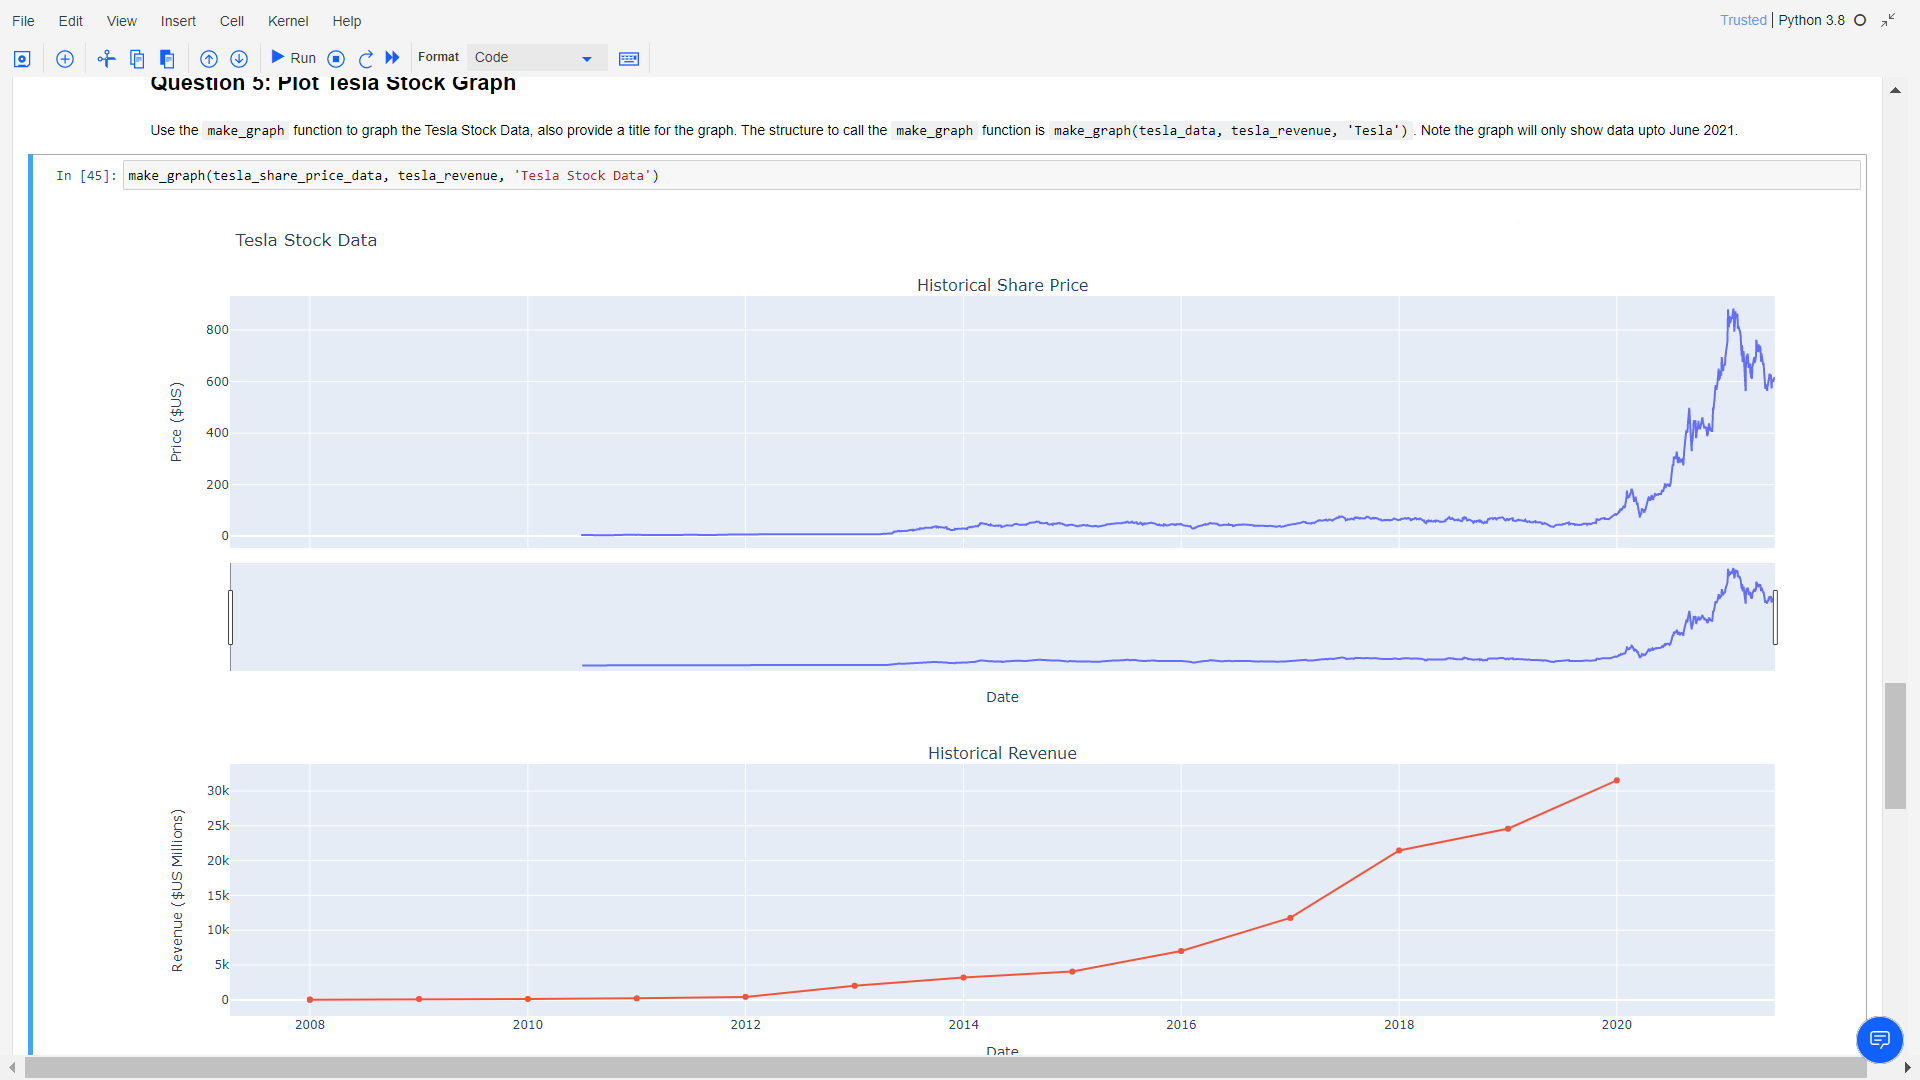 File Edit View Insert Cell Kernel Help
Trusted Python 3.8
Run Format Code
Question 5: Plot Tesla Stock Graph
Use the make_graph function to graph the Tesla Stock Data, also provide a title for the graph. The structure to call the make_graph function is make_graph(tesla_data, tesla_revenue, 'Tesla') . Note the graph will only show data upto June 2021.
In [45]: make_graph(tesla_share_price_data, tesla_revenue, 'Tesla Stock Data')
Tesla Stock Data
Historical Share Price
800
600
400
200
0
Price ($US)
Date
Historical Revenue
30k
25k
20k
15k
10k
5k
0
Revenue ($US Millions)
2008 2010 2012 2014 2016 2018 2020
Date